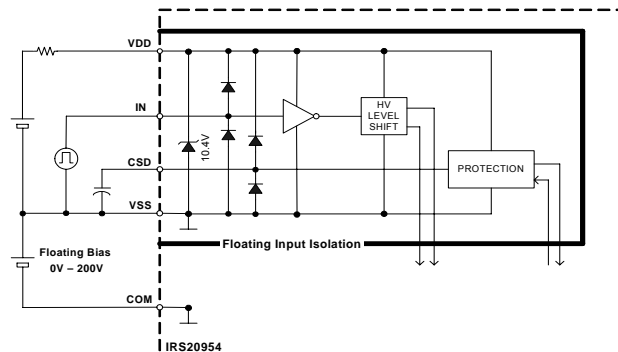 VDD
IN
HV
LEVEL
SHIFT
10.4V
CSD
PROTECTION
VSS
Floating Input Isolation
Floating Bias
0V – 200V
COM
IRS20954